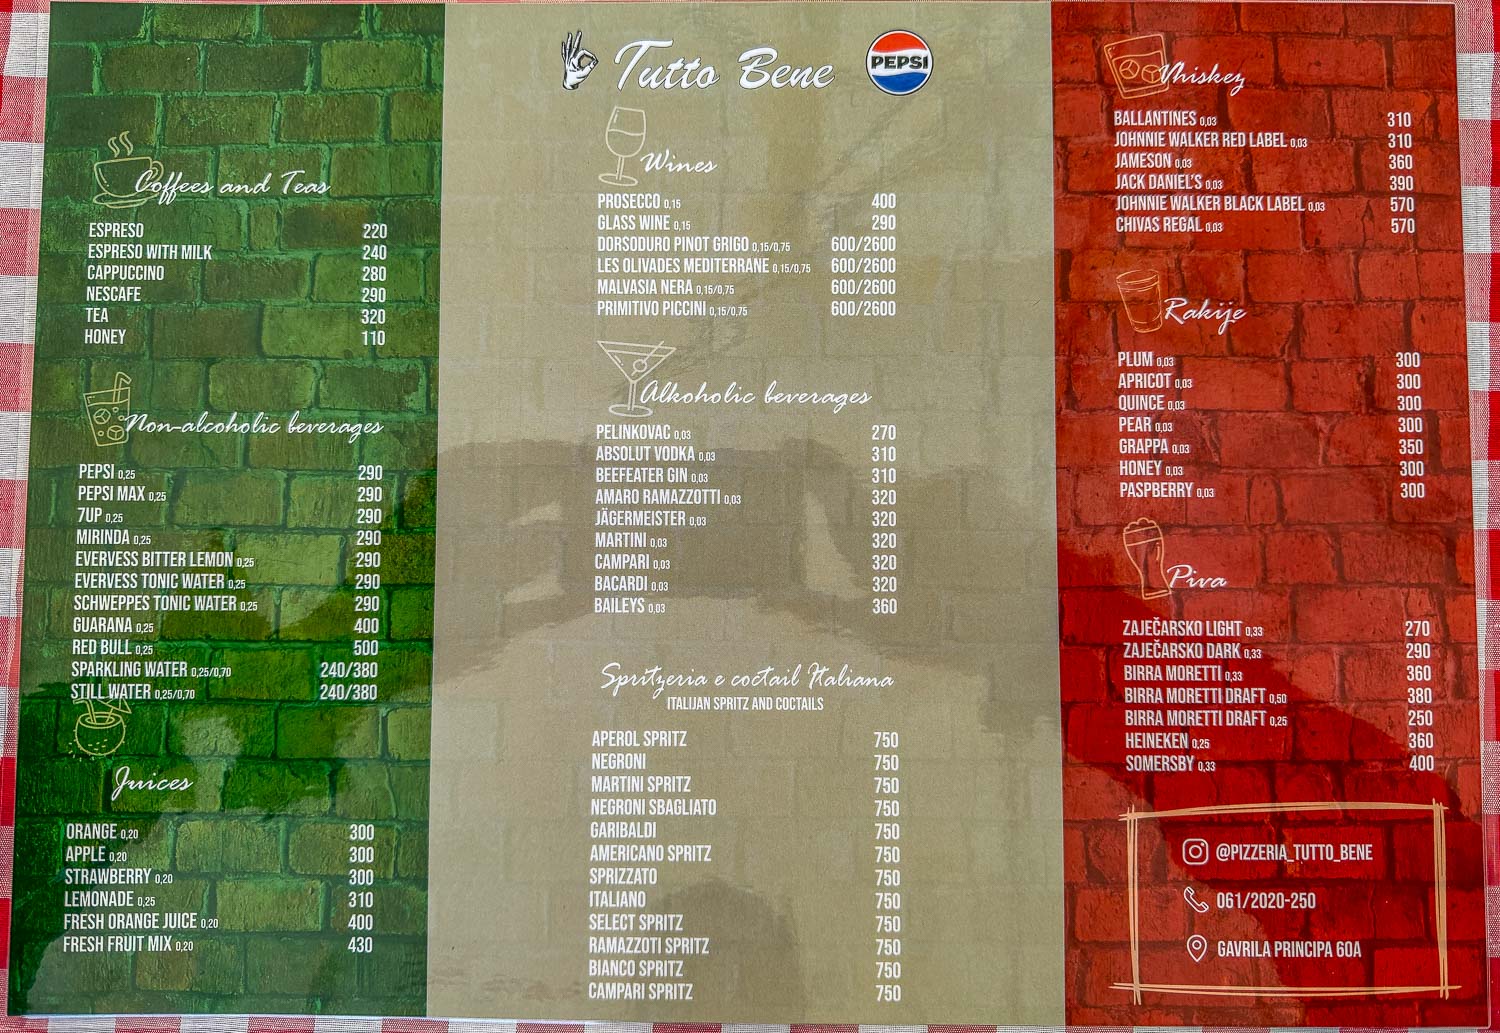 Coffees and Teas
ESPRESO 220
ESPRESO WITH MILK 240
CAPPUCCINO 280
NESCAFE 290
TEA 320
HONEY 110
Non-alcoholic beverages
PEPSI 0,25 290
PEPSI MAX 0,25 290
7UP 0,25 290
MIRINDA 0,25 290
EVERVESS BITTER LEMON 0,25 290
EVERVESS TONIC WATER 0,25 290
SCHWEPPES TONIC WATER 0,25 290
GUARANA 0,25 400
RED BULL 0,25 500
SPARKLING WATER 0,25/0,70 240/380
STILL WATER 0,25/0,70 240/380
Juices
ORANGE 0,20 300
APPLE 0,20 300
STRAWBERRY 0,20 300
LEMONADE 0,25 310
FRESH ORANGE JUICE 0,20 400
FRESH FRUIT MIX 0,20 430
Tutto Bene
PEPSI
Wines
PROSECCO 0,15 400
GLASS WINE 0,15 290
DORSODURO PINOT GRIGO 0,15/0,75 600/2600
LES OLIVADES MEDITERRANE 0,15/0,75 600/2600
MALVASIA NERA 0,15/0,75 600/2600
PRIMITIVO PICCINI 0,15/0,75 600/2600
Alkoholic beverages
PELINKOVAC 0,03 270
ABSOLUT VODKA 0,03 310
BEEFEATER GIN 0,03 310
AMARO RAMAZZOTTI 0,03 320
JÄGERMEISTER 0,03 320
MARTINI 0,03 320
CAMPARI 0,03 320
BACARDI 0,03 320
BAILEYS 0,03 360
Spritzeria e coctail Italiana
ITALIJAN SPRITZ AND COCTAILS
APEROL SPRITZ 750
NEGRONI 750
MARTINI SPRITZ 750
NEGRONI SBAGLIATO 750
GARIBALDI 750
AMERICANO SPRITZ 750
SPRIZZATO 750
ITALIANO 750
SELECT SPRITZ 750
RAMAZZOTI SPRITZ 750
BIANCO SPRITZ 750
CAMPARI SPRITZ 750
Whiskey
BALLANTINES 0,03 310
JOHNNIE WALKER RED LABEL 0,03 310
JAMESON 0,03 360
JACK DANIEL'S 0,03 390
JOHNNIE WALKER BLACK LABEL 0,03 570
CHIVAS REGAL 0,03 570
Rakije
PLUM 0,03 300
APRICOT 0,03 300
QUINCE 0,03 300
PEAR 0,03 300
GRAPPA 0,03 350
HONEY 0,03 300
PASPBERRY 0,03 300
Piva
ZAJEČARSKO LIGHT 0,33 270
ZAJEČARSKO DARK 0,33 290
BIRRA MORETTI 0,33 360
BIRRA MORETTI DRAFT 0,50 380
BIRRA MORETTI DRAFT 0,25 250
HEINEKEN 0,25 360
SOMERSBY 0,33 400
@PIZZERIA_TUTTO_BENE
061/2020-250
GAVRILA PRINCIPA 60A